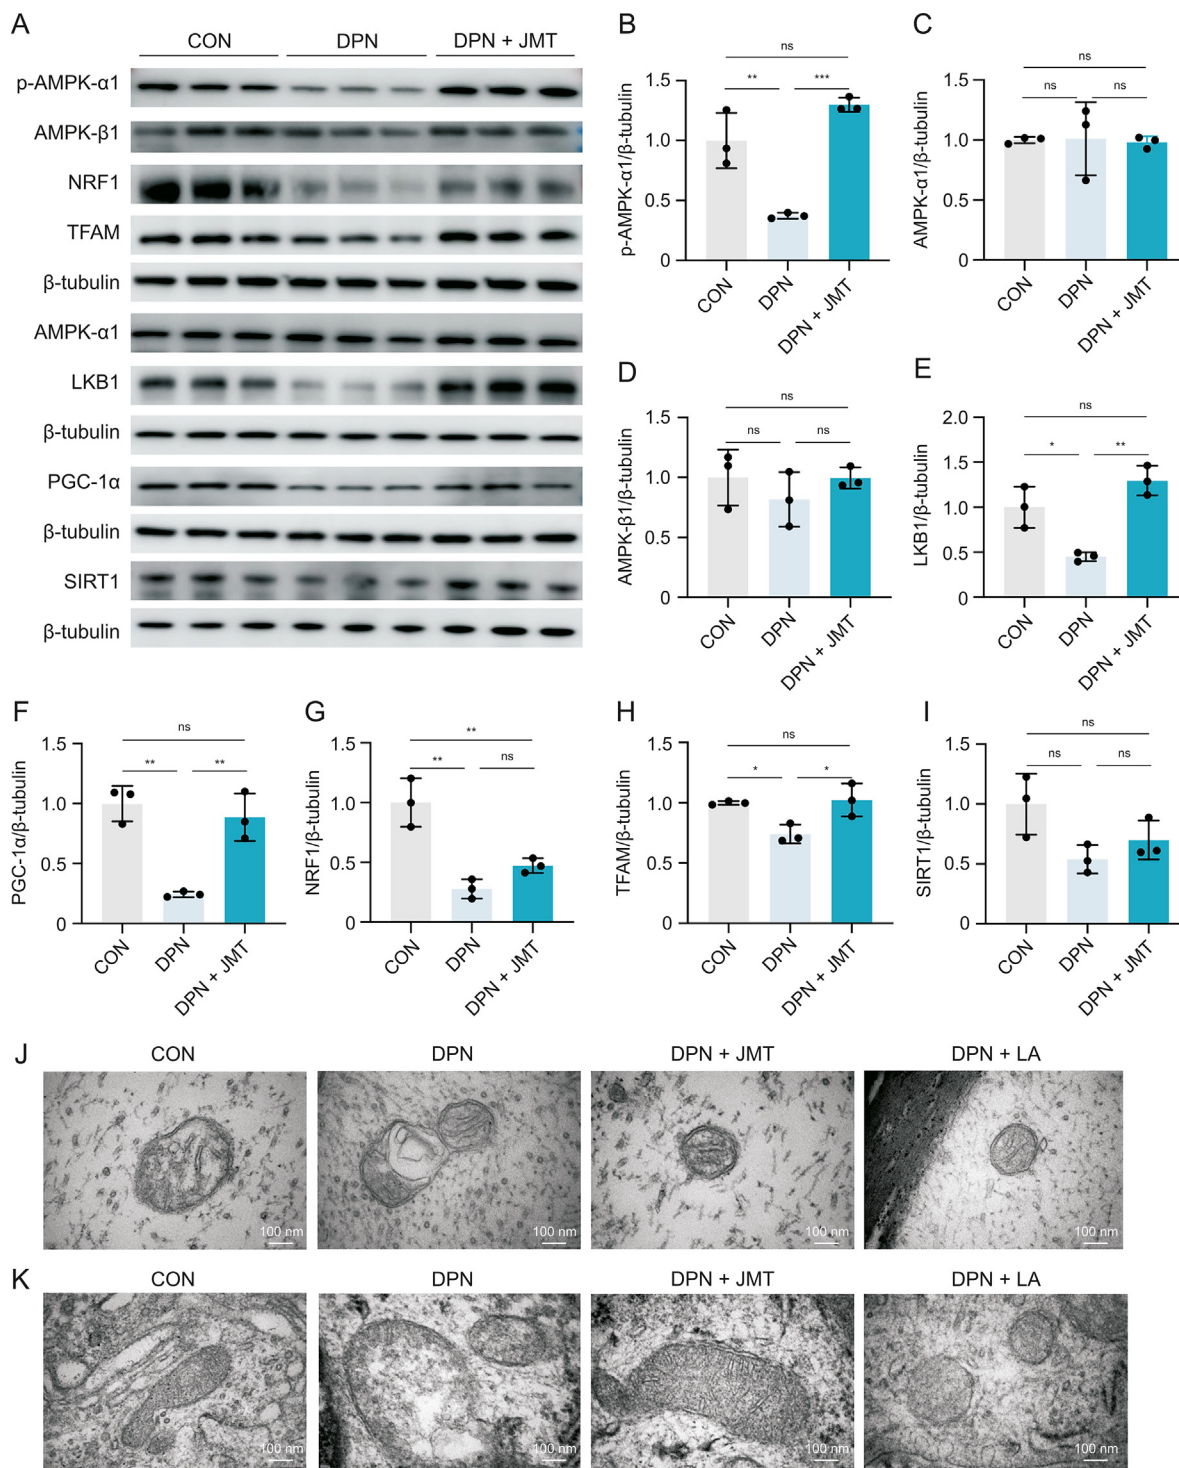 A
CON DPN DPN + JMT
p-AMPK-α1
AMPK-β1
NRF1
TFAM
β-tubulin
AMPK-α1
LKB1
β-tubulin
PGC-1α
β-tubulin
SIRT1
β-tubulin
B
p-AMPK-α1/β-tubulin
ns
** ***
1.5
1.0
0.5
0
CON DPN DPN + JMT
C
AMPK-α1/β-tubulin
ns
ns ns
1.5
1.0
0.5
0
CON DPN DPN + JMT
D
AMPK-β1/β-tubulin
ns
ns ns
1.5
1.0
0.5
0
CON DPN DPN + JMT
E
LKB1/β-tubulin
ns
* **
2.0
1.5
1.0
0.5
0
CON DPN DPN + JMT
F
PGC-1α/β-tubulin
ns
** **
1.5
1.0
0.5
0
CON DPN DPN + JMT
G
NRF1/β-tubulin
**
** ns
1.5
1.0
0.5
0
CON DPN DPN + JMT
H
TFAM/β-tubulin
ns
* *
1.5
1.0
0.5
0
CON DPN DPN + JMT
I
SIRT1/β-tubulin
ns
ns ns
1.5
1.0
0.5
0
CON DPN DPN + JMT
J
CON DPN DPN + JMT DPN + LA
100 nm 100 nm 100 nm 100 nm
K
CON DPN DPN + JMT DPN + LA
100 nm 100 nm 100 nm 100 nm